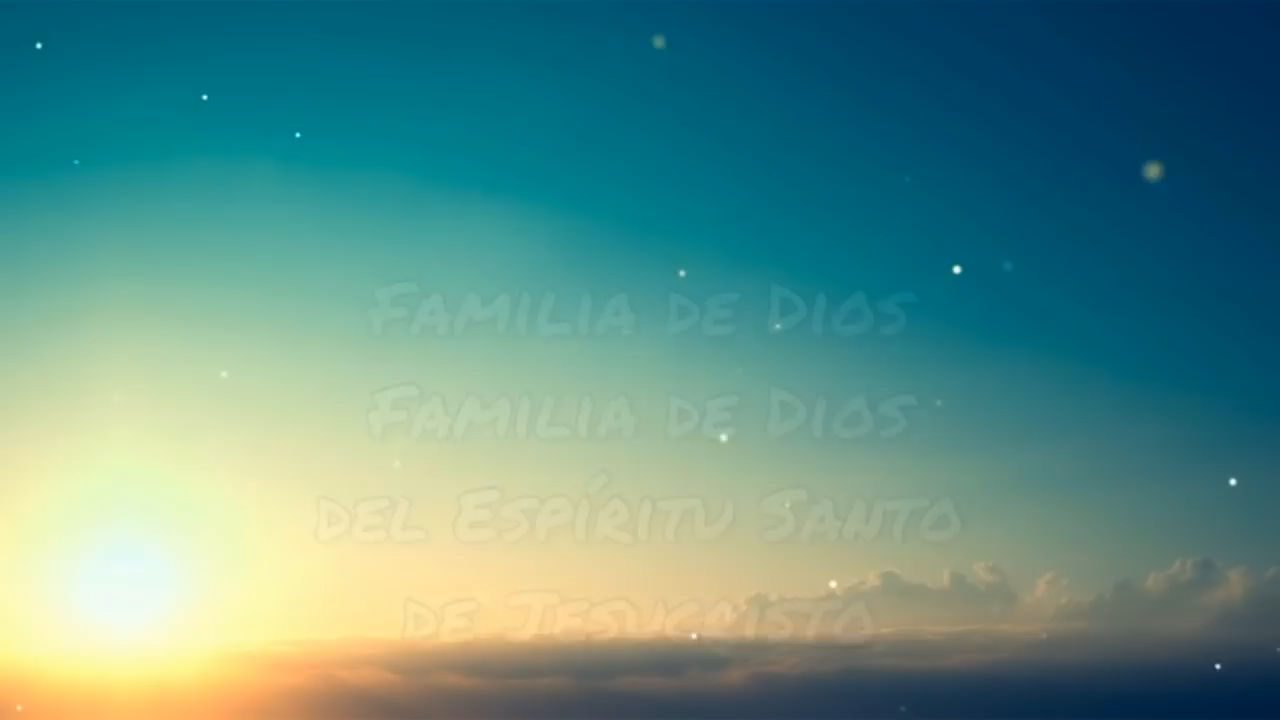 Familia de Dios
Familia de Dios
del Espíritu Santo
de Jesucristo